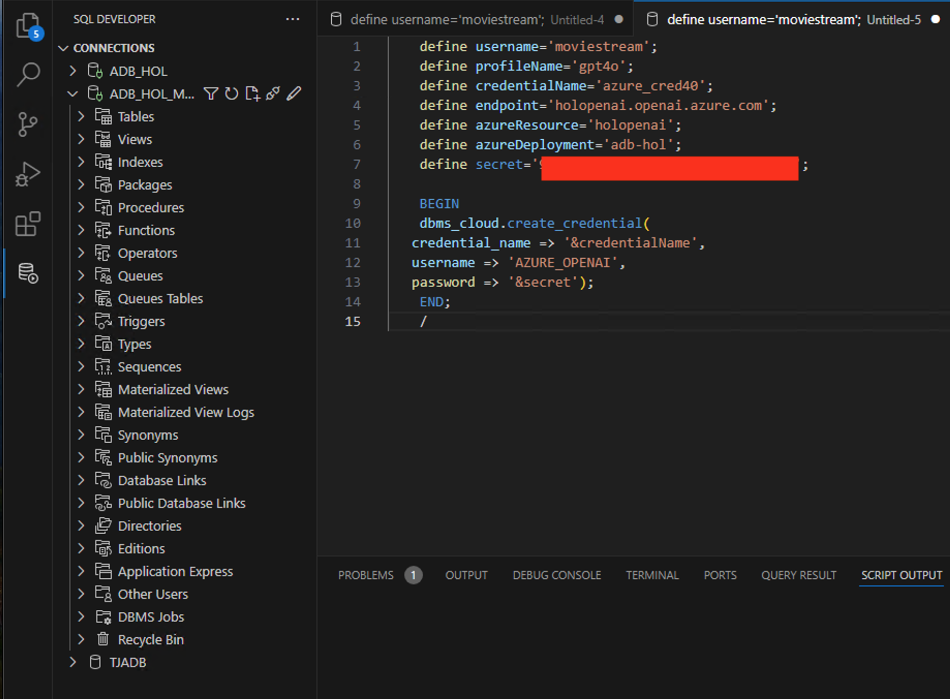 5
SQL DEVELOPER
CONNECTIONS
ADB_HOL
ADB_HOL_M...
Tables
Views
Indexes
Packages
Procedures
Functions
Operators
Queues
Queues Tables
Triggers
Types
Sequences
Materialized Views
Materialized View Logs
Synonyms
Public Synonyms
Database Links
Public Database Links
Directories
Editions
Application Express
Other Users
DBMS Jobs
Recycle Bin
TJADB
define username='moviestream'; Untitled-4
define username='moviestream'; Untitled-5
1 define username='moviestream';
2 define profileName='gpt4o';
3 define credentialName='azure_cred40';
4 define endpoint='holopenai.openai.azure.com';
5 define azureResource='holopenai';
6 define azureDeployment='adb-hol';
7 define secret=' ;
8
9 BEGIN
10 dbms_cloud.create_credential(
11 credential_name => '&credentialName',
12 username => 'AZURE_OPENAI',
13 password => '&secret');
14 END;
15 /
PROBLEMS 1 OUTPUT DEBUG CONSOLE TERMINAL PORTS QUERY RESULT SCRIPT OUTPUT